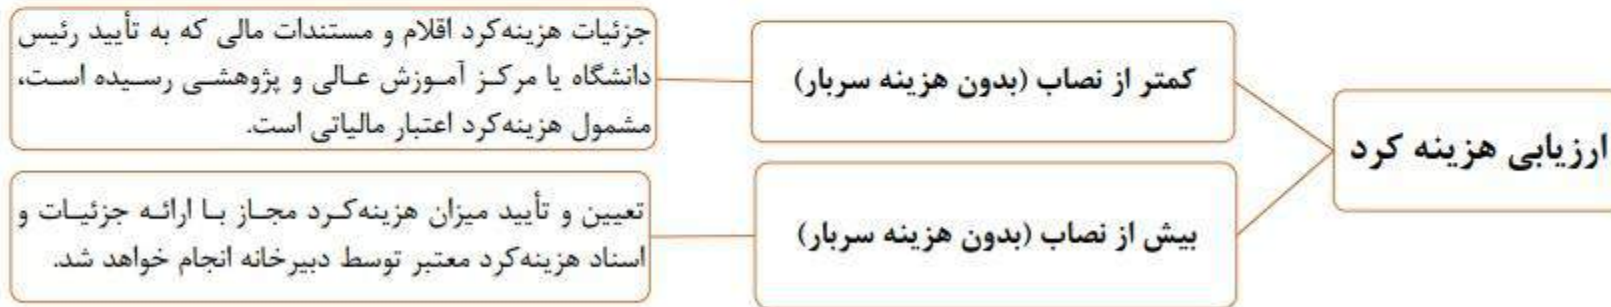 ارزیابی هزینه کرد
کمتر از نصاب (بدون هزینه سربار)
جزئیات هزینه‌کرد اقلام و مستندات مالی که به تأیید رئیس
دانشگاه یا مرکز آموزش عالی و پژوهشی رسیده است،
مشمول هزینه‌کرد اعتبار مالیاتی است.
بیش از نصاب (بدون هزینه سربار)
تعیین و تأیید میزان هزینه‌کرد مجاز با ارائه جزئیات و
اسناد هزینه‌کرد معتبر توسط دبیرخانه انجام خواهد شد.